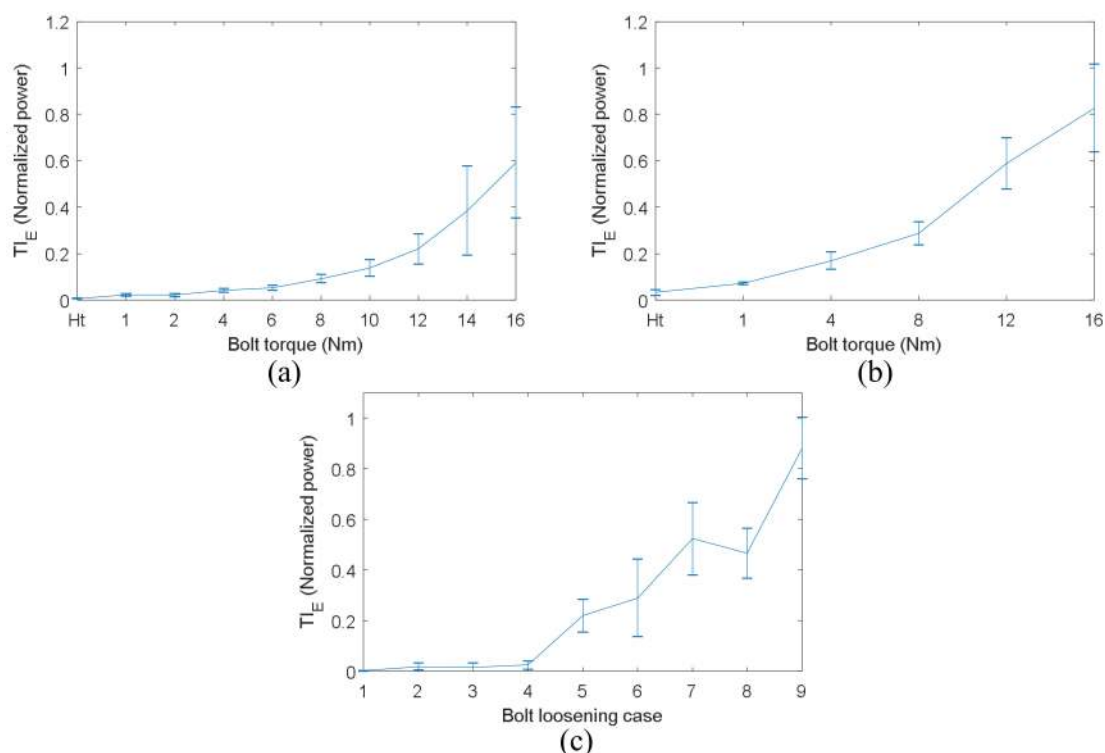 1.2
1
0.8
0.6
0.4
0.2
0
TI_E (Normalized power)
Ht 1 2 4 6 8 10 12 14 16
Bolt torque (Nm)
(a)
1.2
1
0.8
0.6
0.4
0.2
0
TI_E (Normalized power)
Ht 1 4 8 12 16
Bolt torque (Nm)
(b)
1
0.8
0.6
0.4
0.2
0
TI_E (Normalized power)
1 2 3 4 5 6 7 8 9
Bolt loosening case
(c)